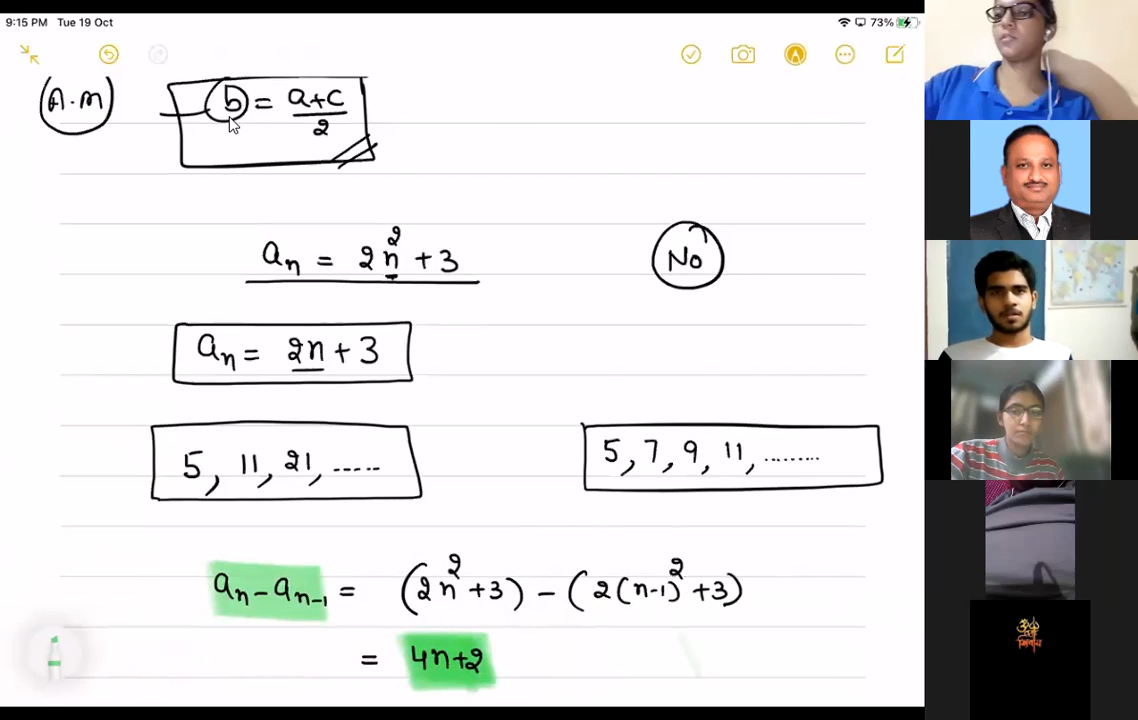 9:15 PM Tue 19 Oct
73%
A.M
b = a+c/2
aₙ = 2n² + 3
No
aₙ = 2n + 3
5, 11, 21, .....
5, 7, 9, 11, .........
aₙ - aₙ₋₁ = (2n² + 3) - (2(n-1)² + 3)
= 4n+2
ॐ